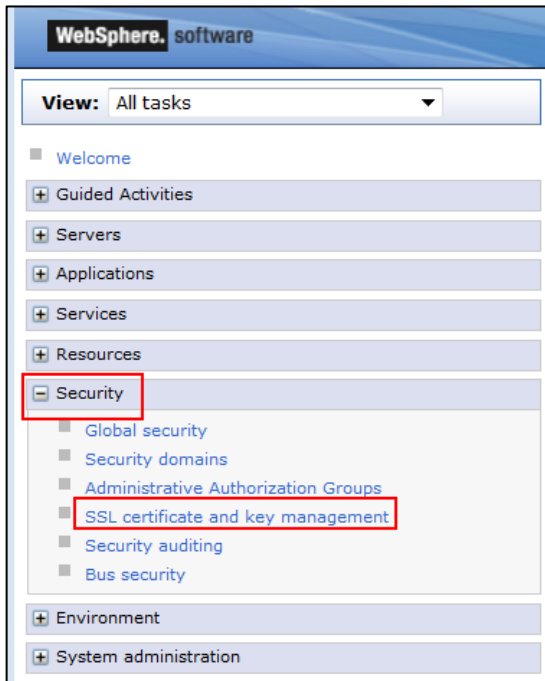 WebSphere. software
View: All tasks
Welcome
Guided Activities
Servers
Applications
Services
Resources
Security
Global security
Security domains
Administrative Authorization Groups
SSL certificate and key management
Security auditing
Bus security
Environment
System administration